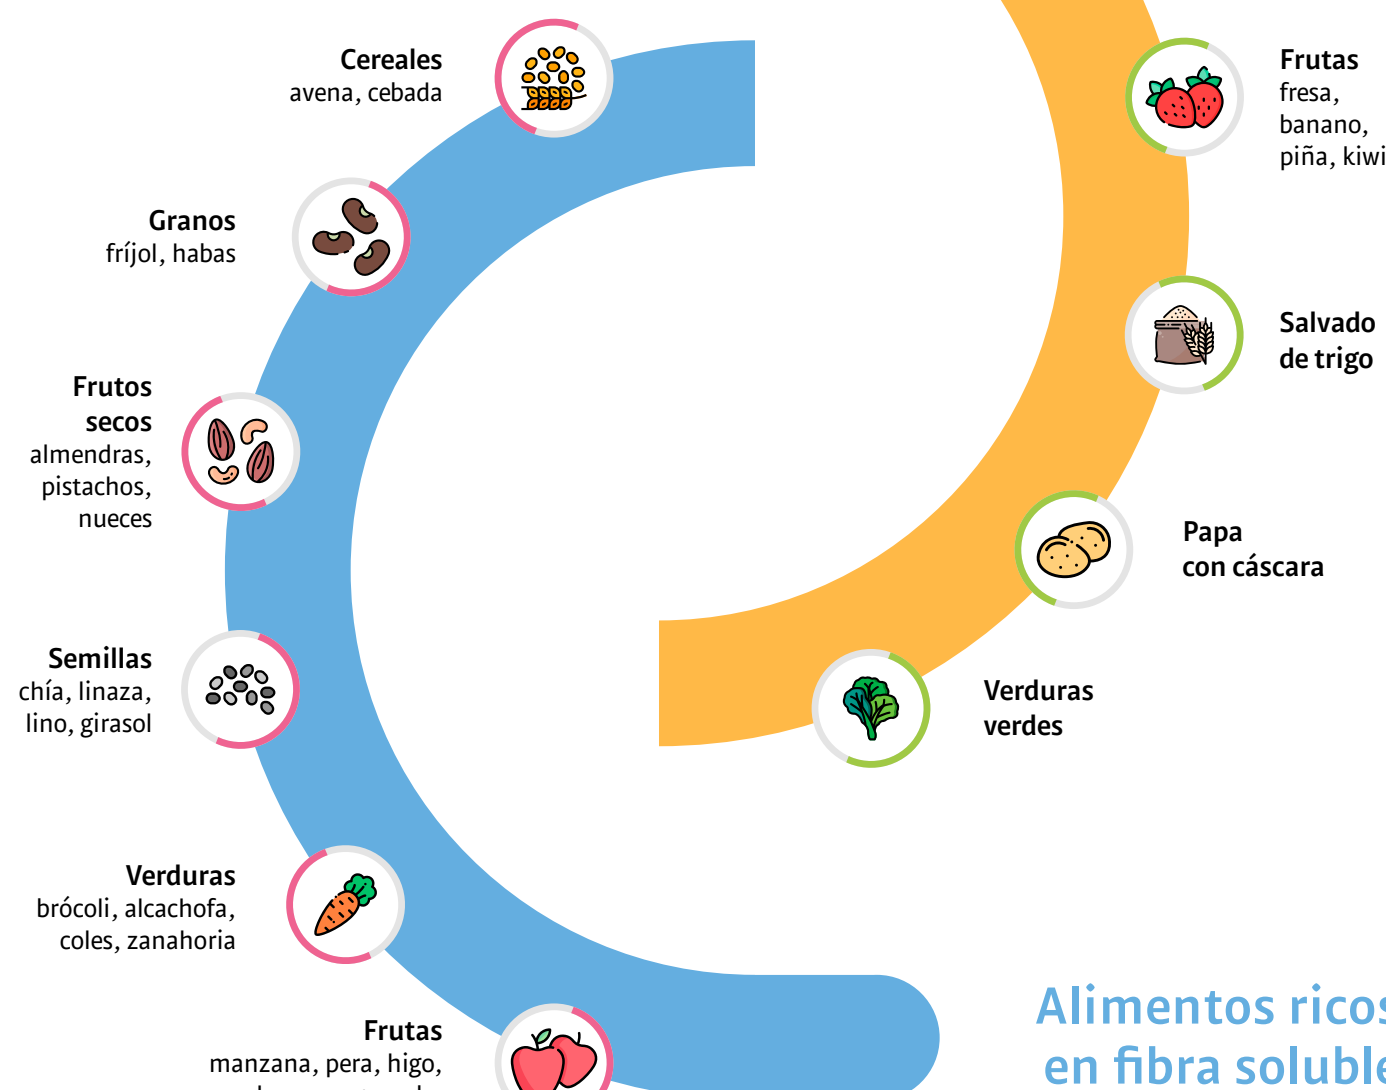 Cereales
avena, cebada
Granos
fríjol, habas
Frutos
secos
almendras,
pistachos,
nueces
Semillas
chía, linaza,
lino, girasol
Verduras
brócoli, alcachofa,
coles, zanahoria
Frutas
manzana, pera, higo,
Frutas
fresa,
banano,
piña, kiwi
Salvado
de trigo
Papa
con cáscara
Verduras
verdes
Alimentos ricos
en fibra soluble